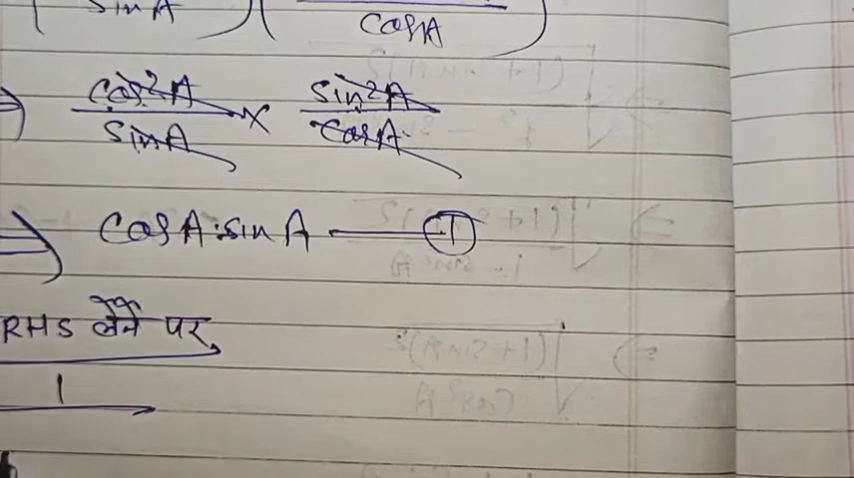 sinA cosA
⇒ cos²A/sinA × sin²A/cosA
⇒ cosA.sinA — ①
RHS लेने पर,
1